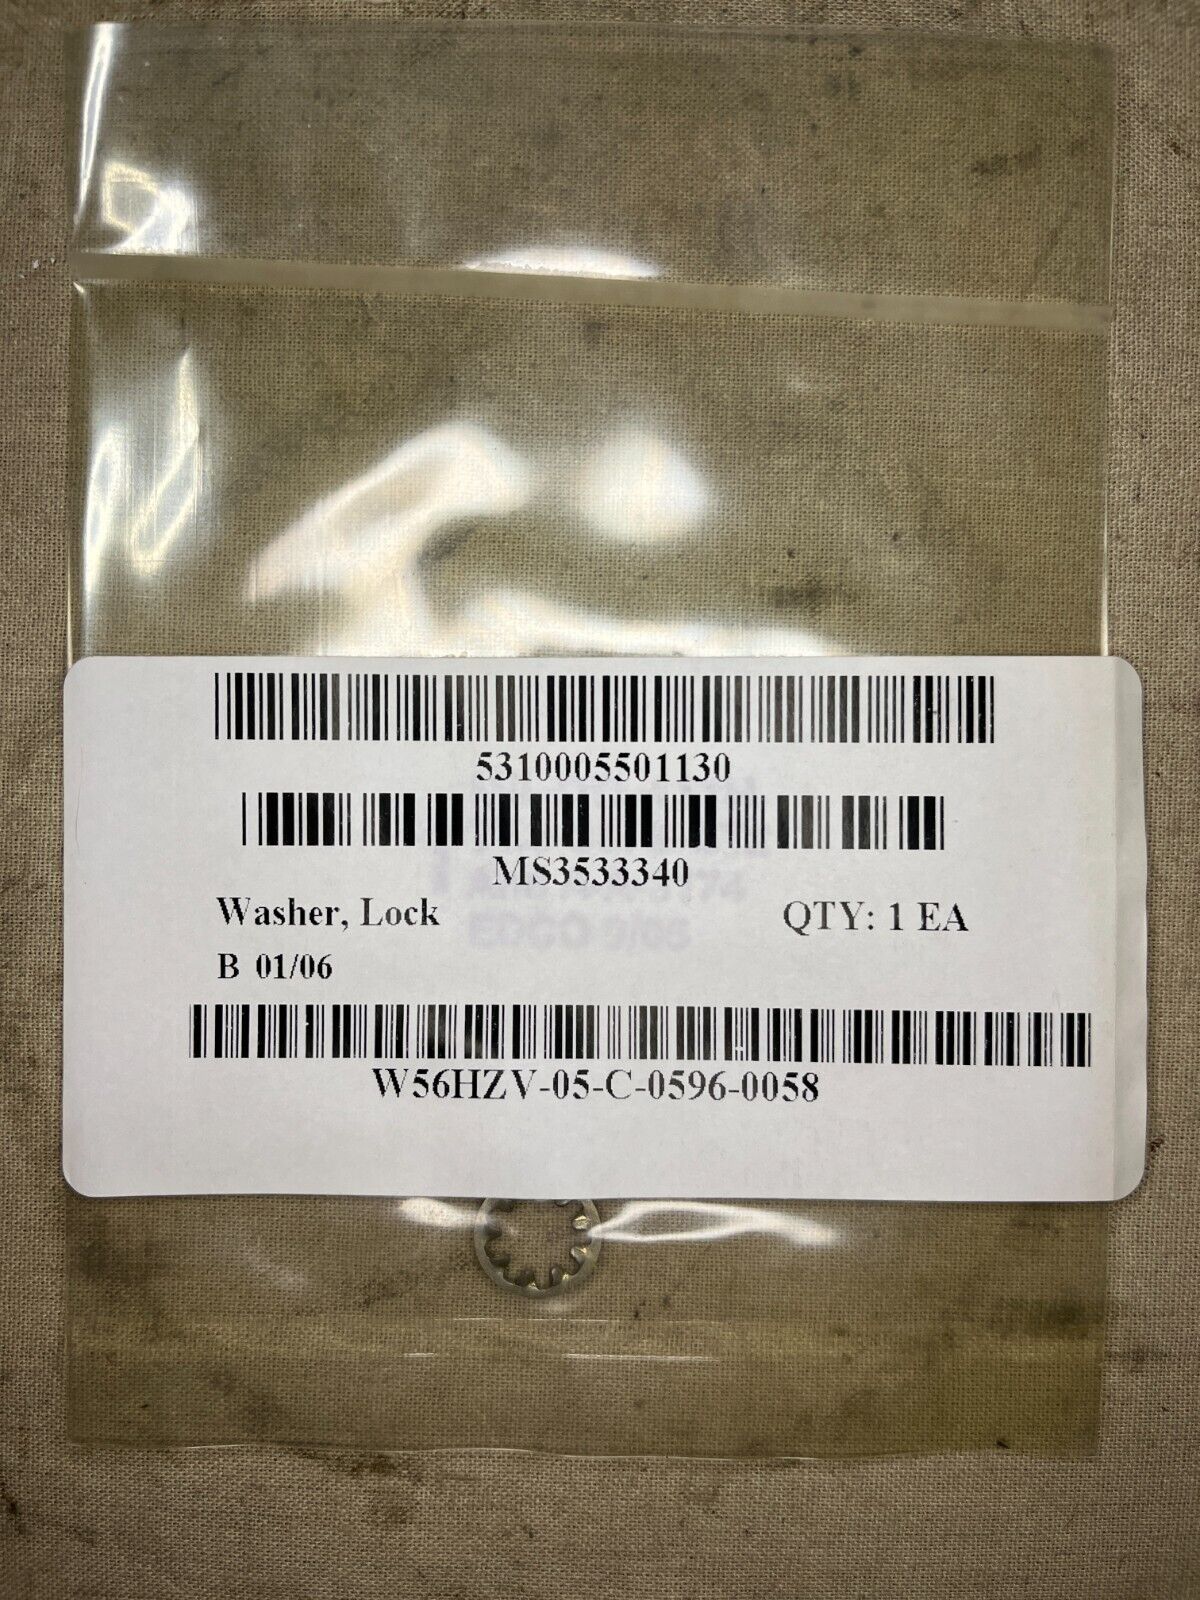 5310005501130
MS3533340
Washer, Lock
QTY: 1 EA
B 01/06
W56HZV-05-C-0596-0058